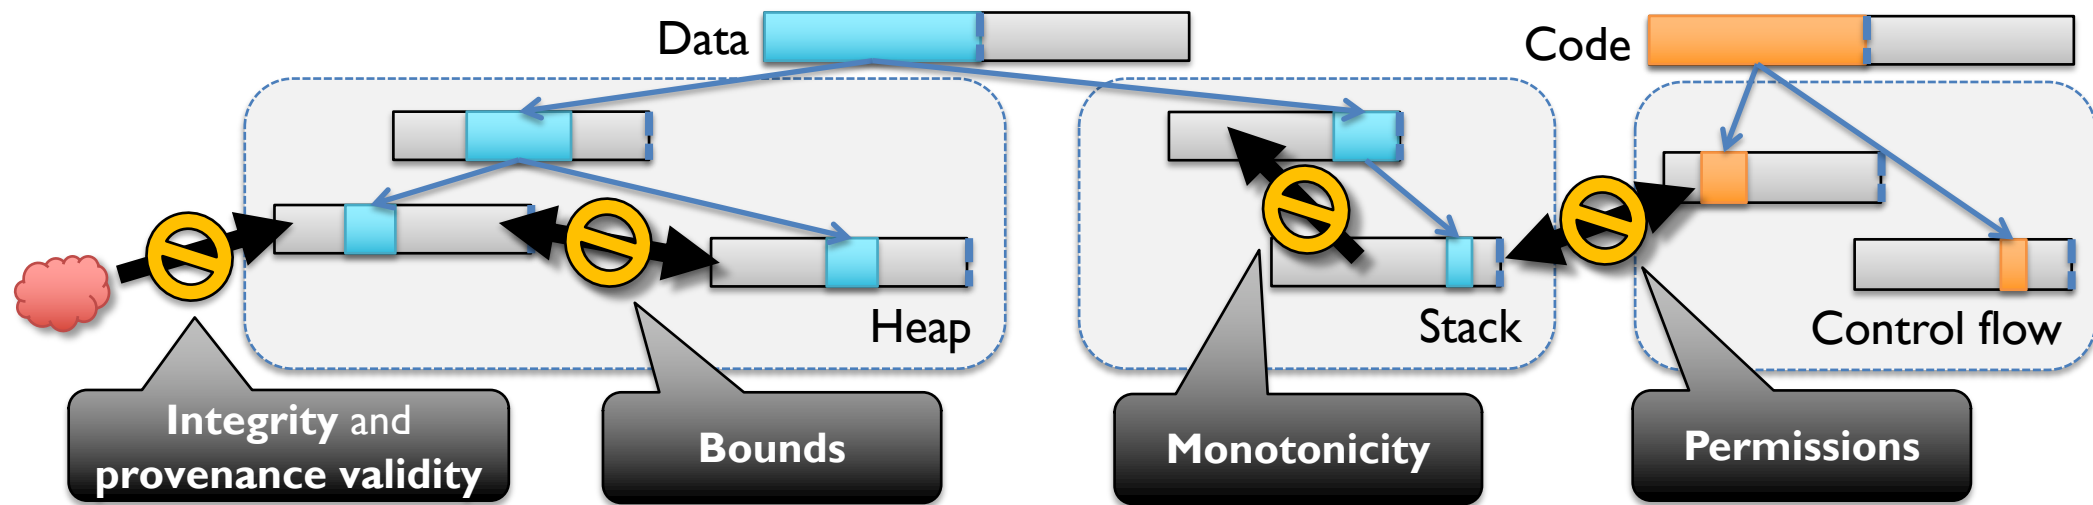 Data
Code
Heap
Stack
Control flow
Integrity and
provenance validity
Bounds
Monotonicity
Permissions